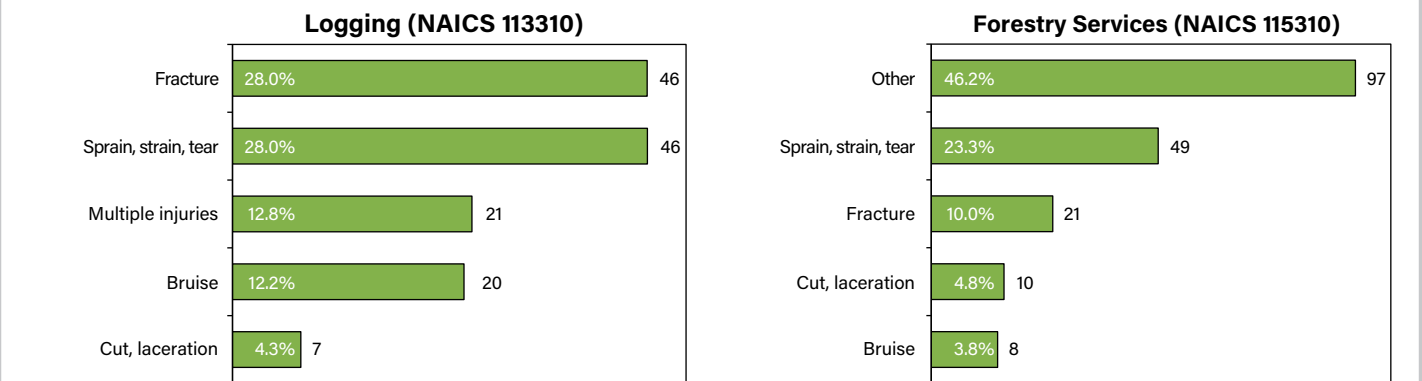 Logging (NAICS 113310)
Fracture 28.0% 46
Sprain, strain, tear 28.0% 46
Multiple injuries 12.8% 21
Bruise 12.2% 20
Cut, laceration 4.3% 7
Forestry Services (NAICS 115310)
Other 46.2% 97
Sprain, strain, tear 23.3% 49
Fracture 10.0% 21
Cut, laceration 4.8% 10
Bruise 3.8% 8